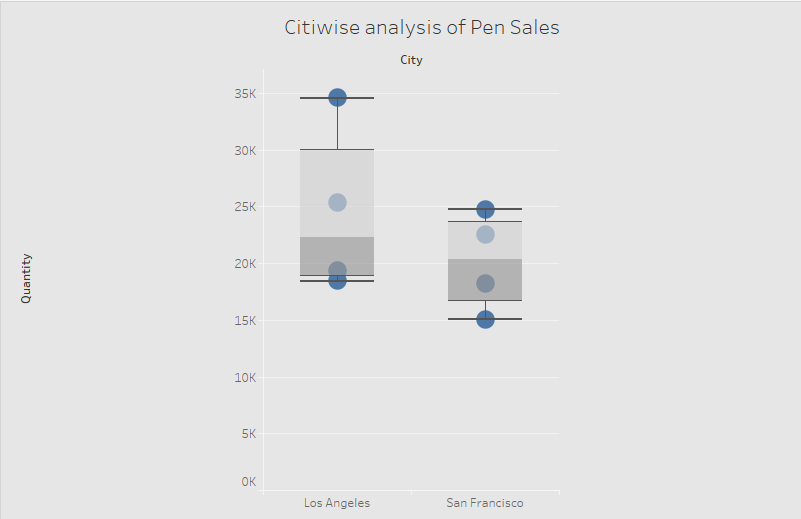 Citiwise analysis of Pen Sales
City
Quantity
35K
30K
25K
20K
15K
10K
5K
0K
Los Angeles San Francisco